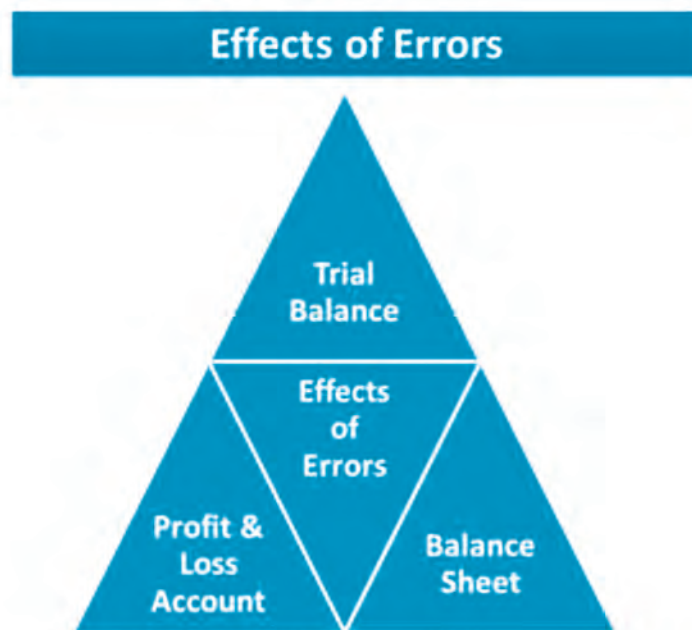 Effects of Errors
Trial
Balance
Effects
of
Errors
Profit &
Loss
Account
Balance
Sheet